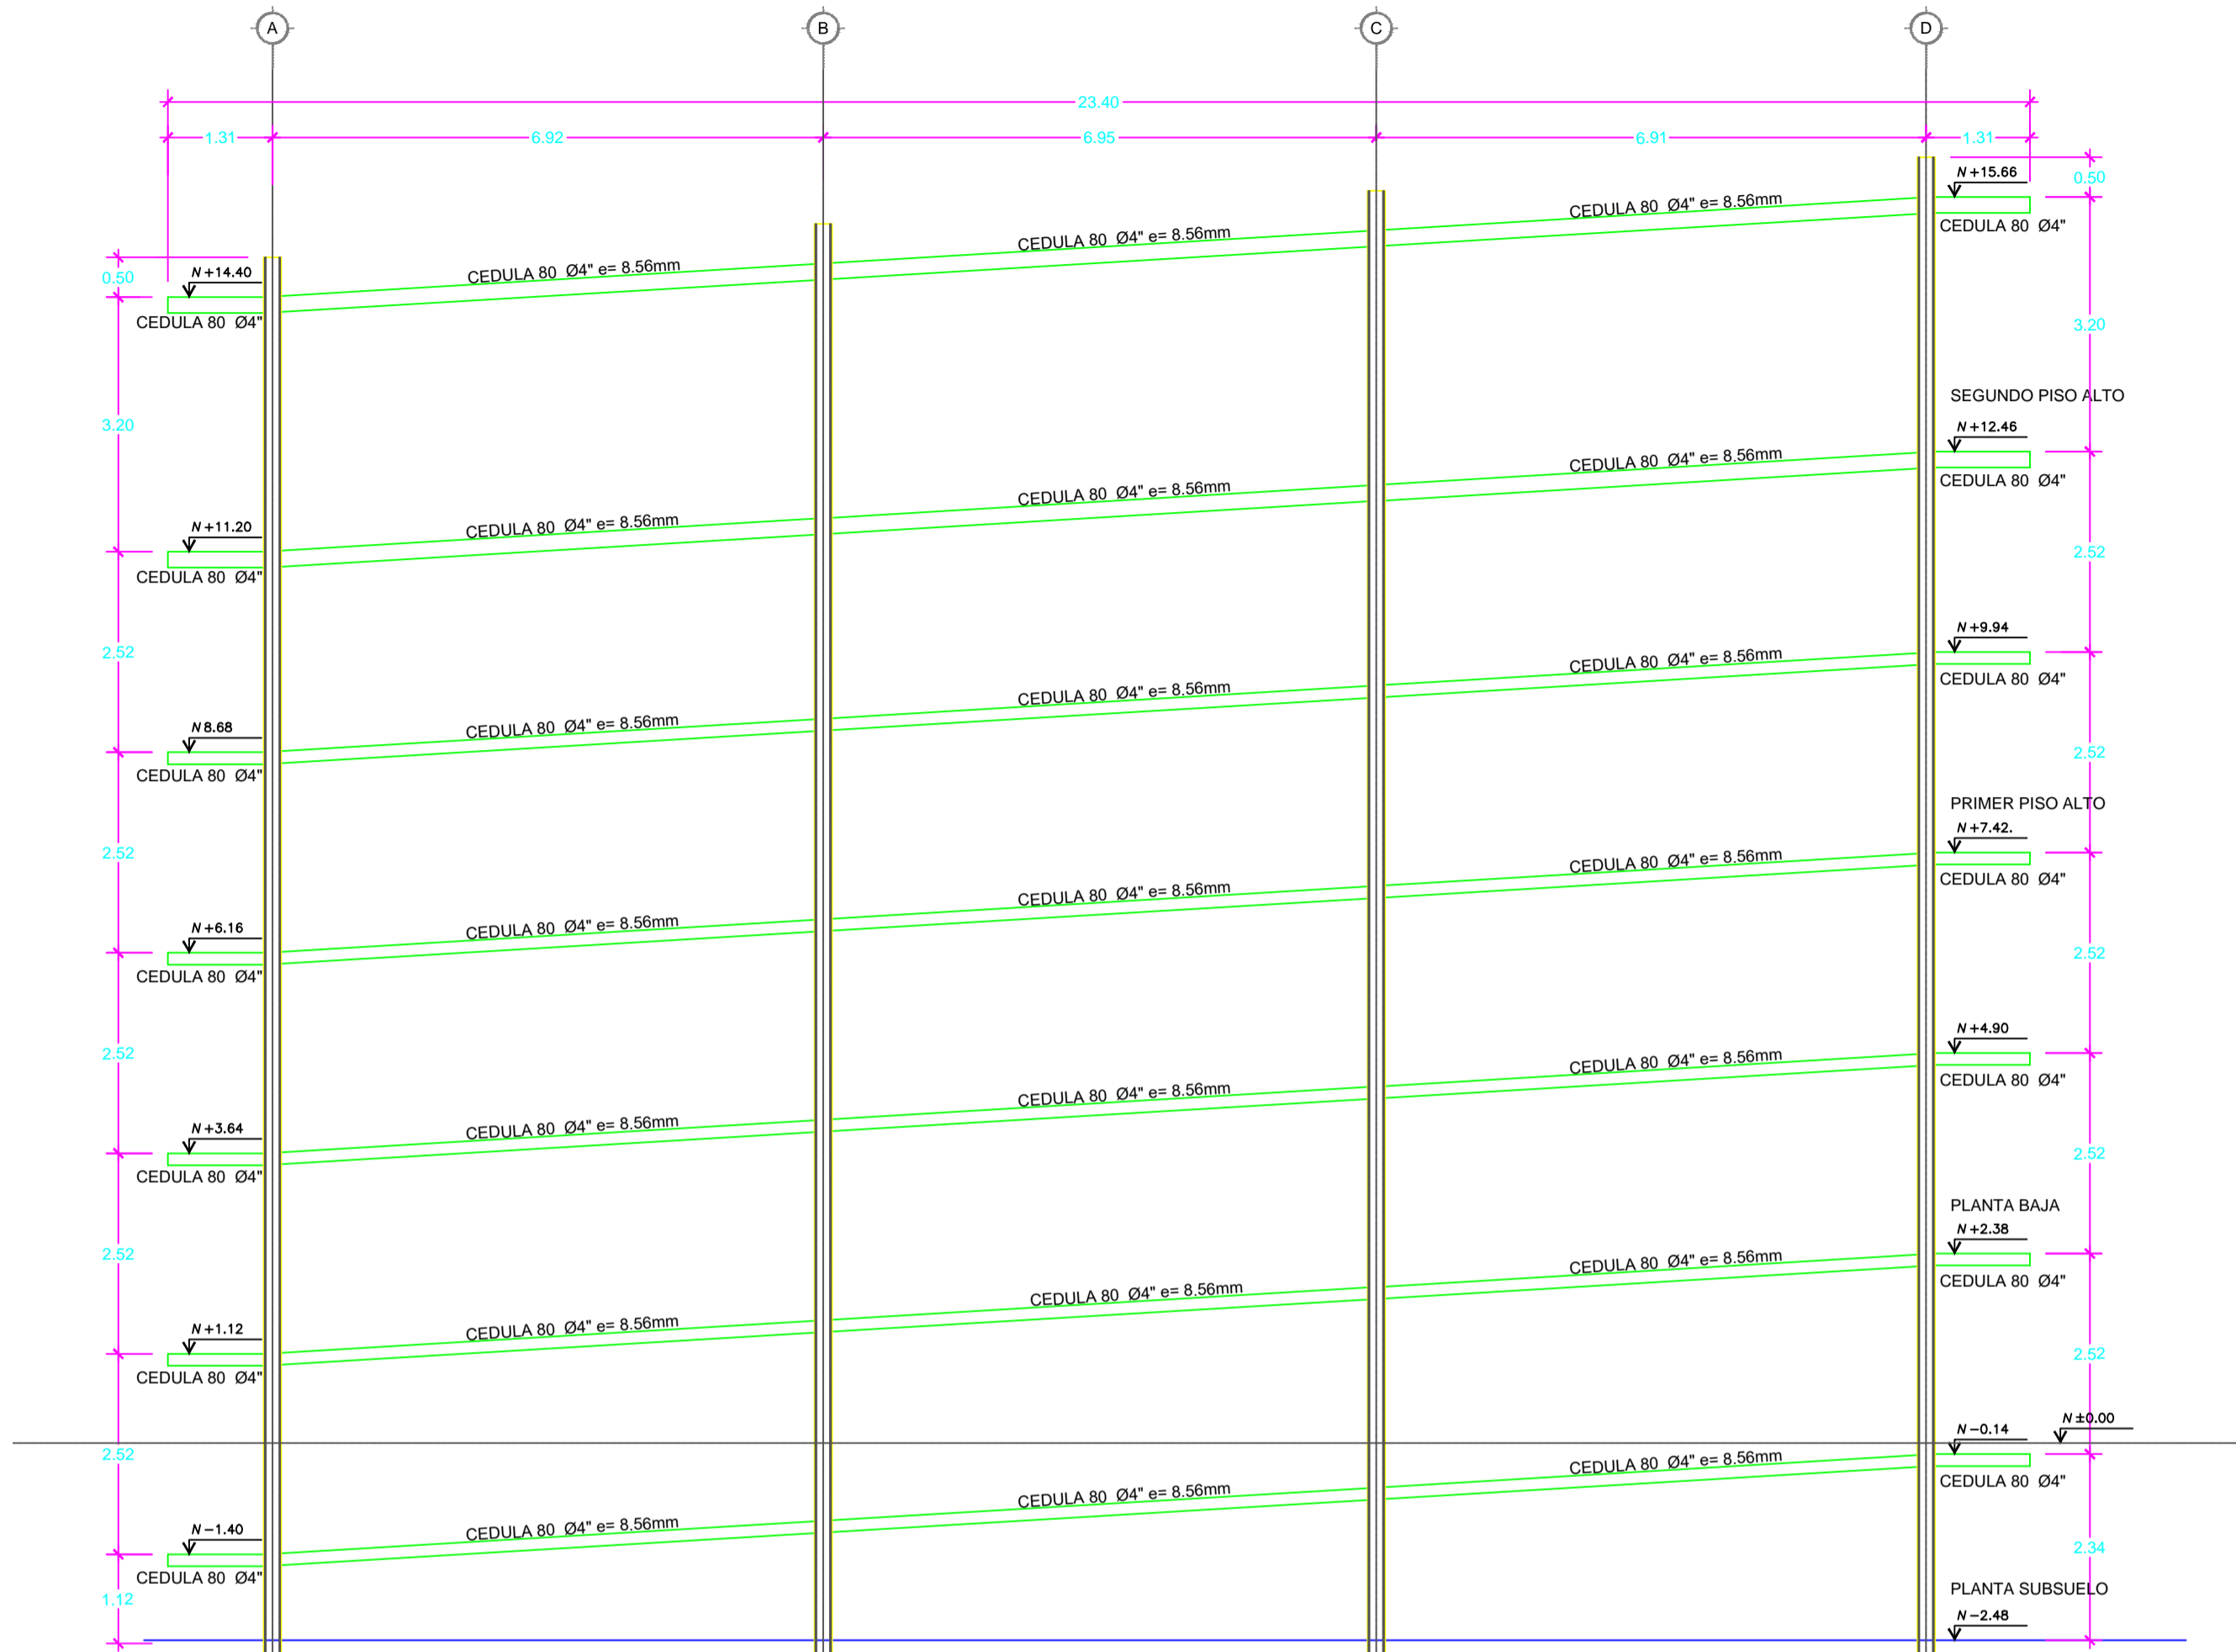 A B C D
23.40
1.31 6.92 6.95 6.91 1.31
N+15.66
0.50
CEDULA 80 Ø4" e= 8.56mm
CEDULA 80 Ø4"
CEDULA 80 Ø4" e= 8.56mm
CEDULA 80 Ø4" e= 8.56mm
N+14.40
0.50
CEDULA 80 Ø4"
3.20
SEGUNDO PISO ALTO
3.20
N+12.46
CEDULA 80 Ø4" e= 8.56mm
CEDULA 80 Ø4"
CEDULA 80 Ø4" e= 8.56mm
CEDULA 80 Ø4" e= 8.56mm
N+11.20
2.52
CEDULA 80 Ø4"
N+9.94
2.52
CEDULA 80 Ø4" e= 8.56mm
CEDULA 80 Ø4"
CEDULA 80 Ø4" e= 8.56mm
CEDULA 80 Ø4" e= 8.56mm
N8.68
2.52
CEDULA 80 Ø4"
PRIMER PISO ALTO
N+7.42.
2.52
CEDULA 80 Ø4" e= 8.56mm
CEDULA 80 Ø4"
CEDULA 80 Ø4" e= 8.56mm
CEDULA 80 Ø4" e= 8.56mm
N+6.16
2.52
CEDULA 80 Ø4"
N+4.90
2.52
CEDULA 80 Ø4" e= 8.56mm
CEDULA 80 Ø4"
CEDULA 80 Ø4" e= 8.56mm
CEDULA 80 Ø4" e= 8.56mm
N+3.64
2.52
CEDULA 80 Ø4"
PLANTA BAJA
N+2.38
2.52
CEDULA 80 Ø4" e= 8.56mm
CEDULA 80 Ø4"
CEDULA 80 Ø4" e= 8.56mm
CEDULA 80 Ø4" e= 8.56mm
N+1.12
2.52
CEDULA 80 Ø4"
N±0.00
N-0.14
2.52
CEDULA 80 Ø4" e= 8.56mm
CEDULA 80 Ø4"
CEDULA 80 Ø4" e= 8.56mm
CEDULA 80 Ø4" e= 8.56mm
N-1.40
2.34
CEDULA 80 Ø4"
PLANTA SUBSUELO
1.12
N-2.48